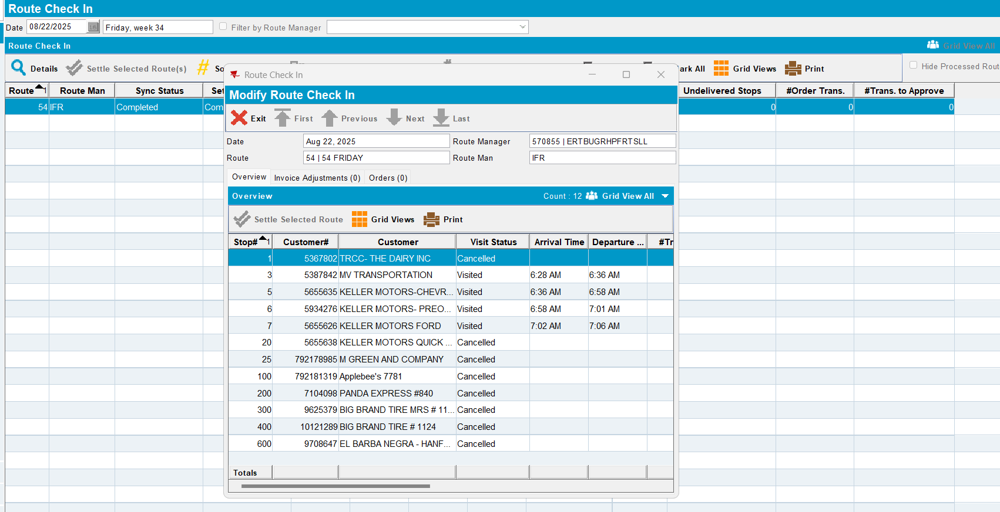 Route Check In
Date 08/22/2025 16 Friday, week 34 Filter by Route Manager
Route Check In Grid View All
Details Settle Selected Route(s) # So ark All Grid Views Print Hide Processed Rout
Route 1 Route Man Sync Status Set Undelivered Stops #Order Trans. #Trans. to Approve
54 IFR Completed Com 0 0 0
Route Check In
Modify Route Check In
Exit First Previous Next Last
Date Aug 22, 2025 Route Manager 570855 | ERTBUGRHPFRTSLL
Route 54 | 54 FRIDAY Route Man IFR
Overview Invoice Adjustments (0) Orders (0)
Overview Count : 12 Grid View All
Settle Selected Route Grid Views Print
Stop# 1 Customer# Customer Visit Status Arrival Time Departure ... #Tr
1 5367802 TRCC- THE DAIRY INC Cancelled
3 5387842 MV TRANSPORTATION Visited 6:28 AM 6:36 AM
5 5655635 KELLER MOTORS-CHEVR... Visited 6:36 AM 6:58 AM
6 5934276 KELLER MOTORS- PREO... Visited 6:58 AM 7:01 AM
7 5655626 KELLER MOTORS FORD Visited 7:02 AM 7:06 AM
20 5655638 KELLER MOTORS QUICK ... Cancelled
25 792178985 M GREEN AND COMPANY Cancelled
100 792181319 Applebee's 7781 Cancelled
200 7104098 PANDA EXPRESS #840 Cancelled
300 9625379 BIG BRAND TIRE MRS # 11... Cancelled
400 10121289 BIG BRAND TIRE # 1124 Cancelled
600 9708647 EL BARBA NEGRA - HANF... Cancelled
Totals